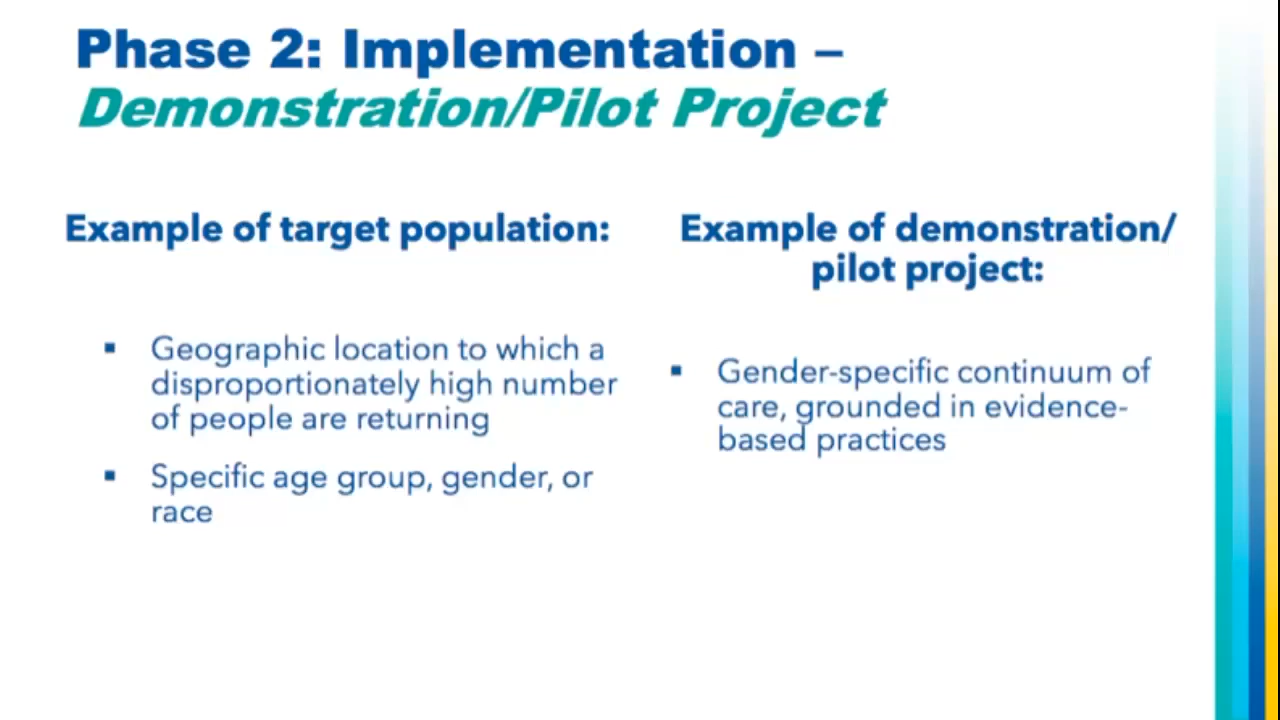 Phase 2: Implementation –
Demonstration/Pilot Project
Example of target population:
▪ Geographic location to which a
disproportionately high number
of people are returning
▪ Specific age group, gender, or
race
Example of demonstration/
pilot project:
▪ Gender-specific continuum of
care, grounded in evidence-
based practices